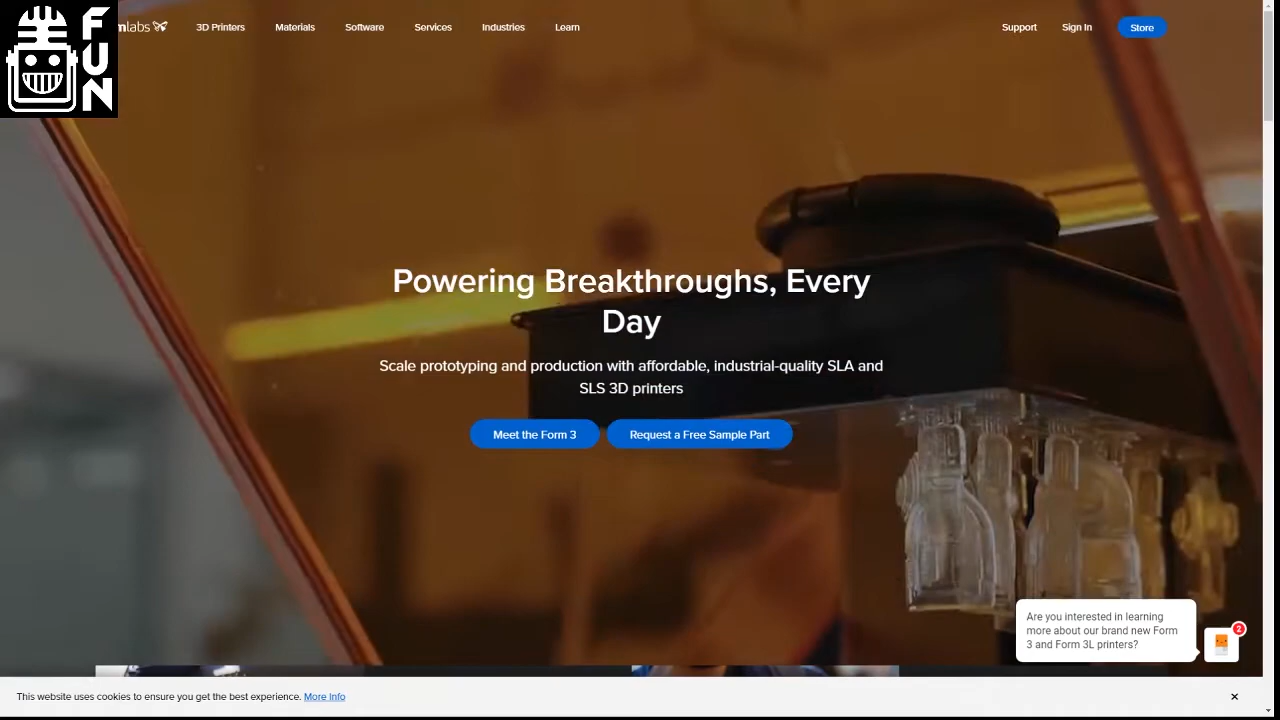 FUN
mlabs
3D Printers
Materials
Software
Services
Industries
Learn
Support
Sign In
Store
Powering Breakthroughs, Every
Day
Scale prototyping and production with affordable, industrial-quality SLA and
SLS 3D printers
Meet the Form 3
Request a Free Sample Part
Are you interested in learning
more about our brand new Form
3 and Form 3L printers?
2
This website uses cookies to ensure you get the best experience. More Info
×